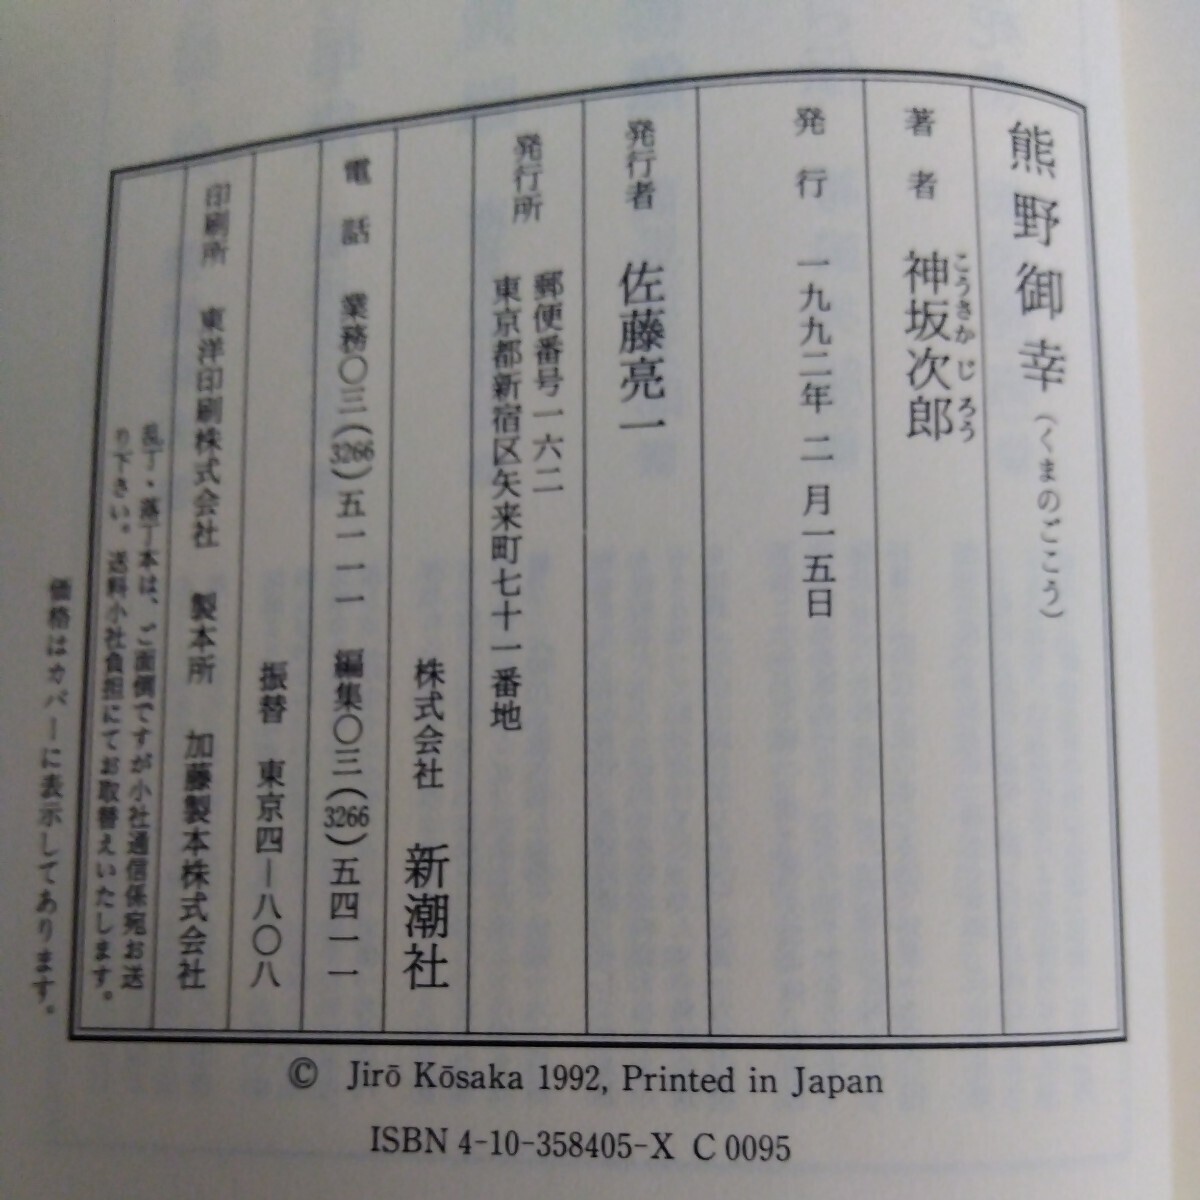 熊野御幸（くまのごこう）
著者 神坂次郎
こうさかじろう
発行 一九九二年二月一五日
発行者 佐藤亮一
発行所 郵便番号一六二
東京都新宿区矢来町七十一番地
株式会社 新潮社
電話 業務〇三(3266)五一一一 編集〇三(3266)五四一一
振替 東京四―八〇八
印刷所 東洋印刷株式会社 製本所 加藤製本株式会社
乱丁・落丁本は、ご面倒ですが小社通信係宛お送
り下さい。送料小社負担にてお取替えいたします。
価格はカバーに表示してあります。
© Jirō Kōsaka 1992, Printed in Japan
ISBN 4-10-358405-X C0095